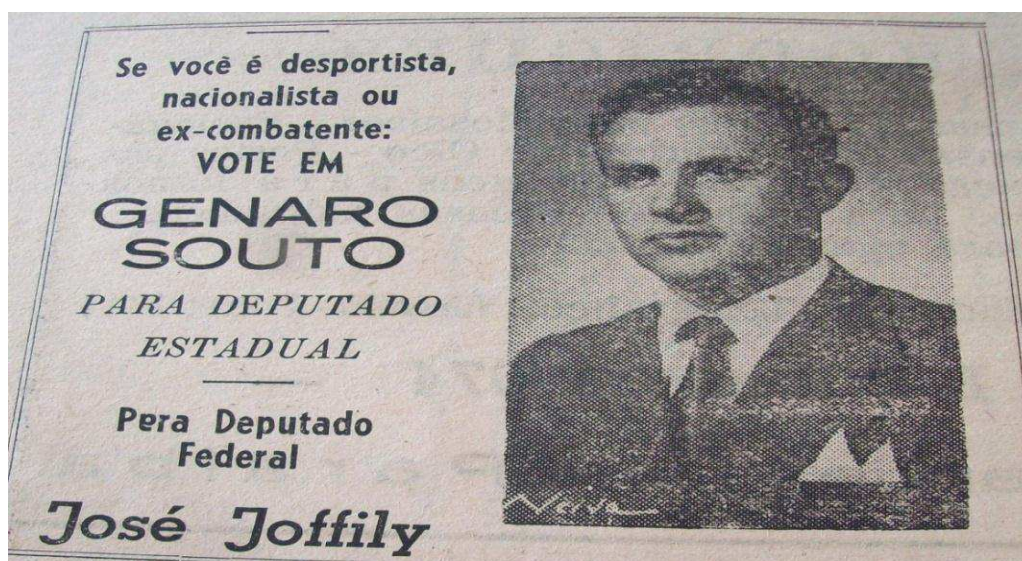 Se você é desportista,
nacionalista ou
ex-combatente:
VOTE EM
GENARO
SOUTO
PARA DEPUTADO
ESTADUAL
Pera Deputado
Federal
José Joffily